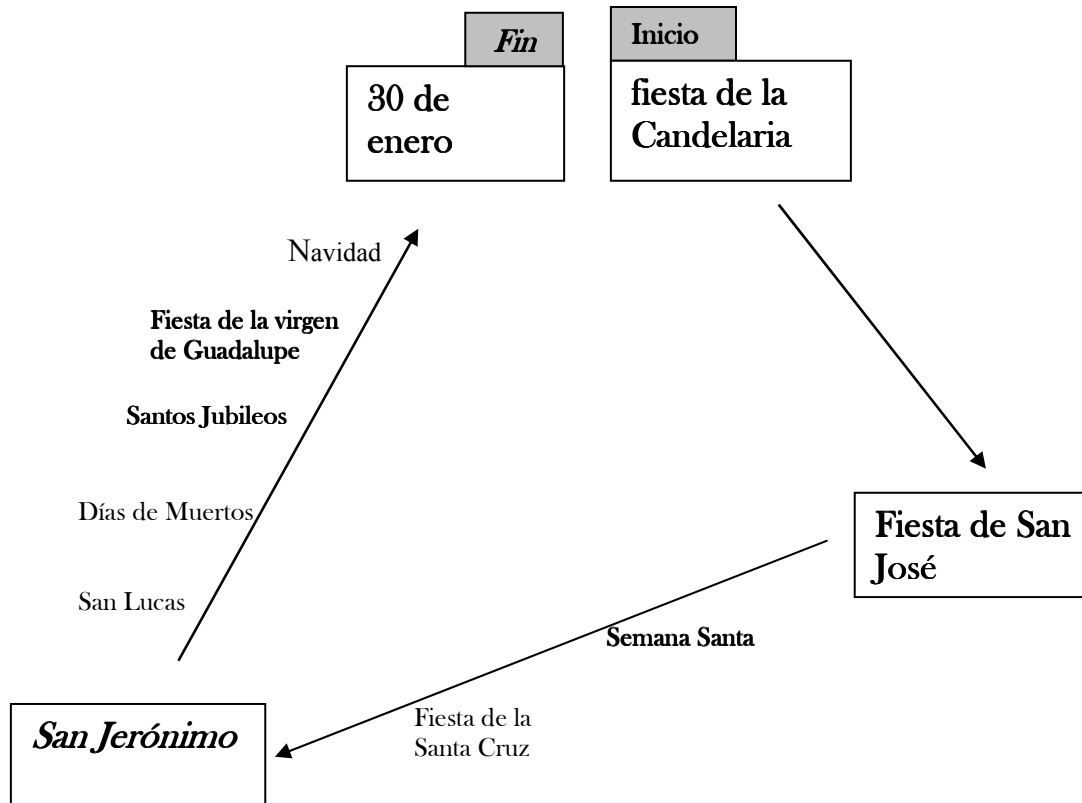 Fin
30 de
enero
Inicio
fiesta de la
Candelaria
Navidad
Fiesta de la virgen
de Guadalupe
Santos Jubileos
Días de Muertos
San Lucas
Fiesta de San
José
Semana Santa
Fiesta de la
Santa Cruz
San Jerónimo